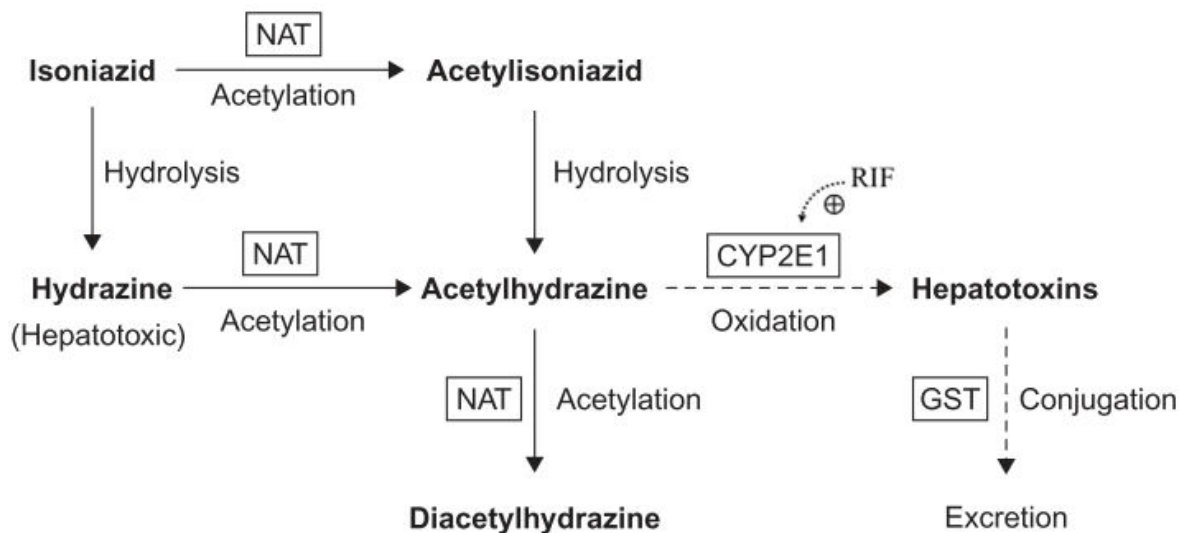 NAT
Isoniazid
Acetylisoniazid
Acetylation
Hydrolysis
Hydrolysis
RIF
⊕
NAT
CYP2E1
Hydrazine
Acetylhydrazine
Hepatotoxins
(Hepatotoxic)
Acetylation
Oxidation
NAT
Acetylation
GST
Conjugation
Diacetylhydrazine
Excretion